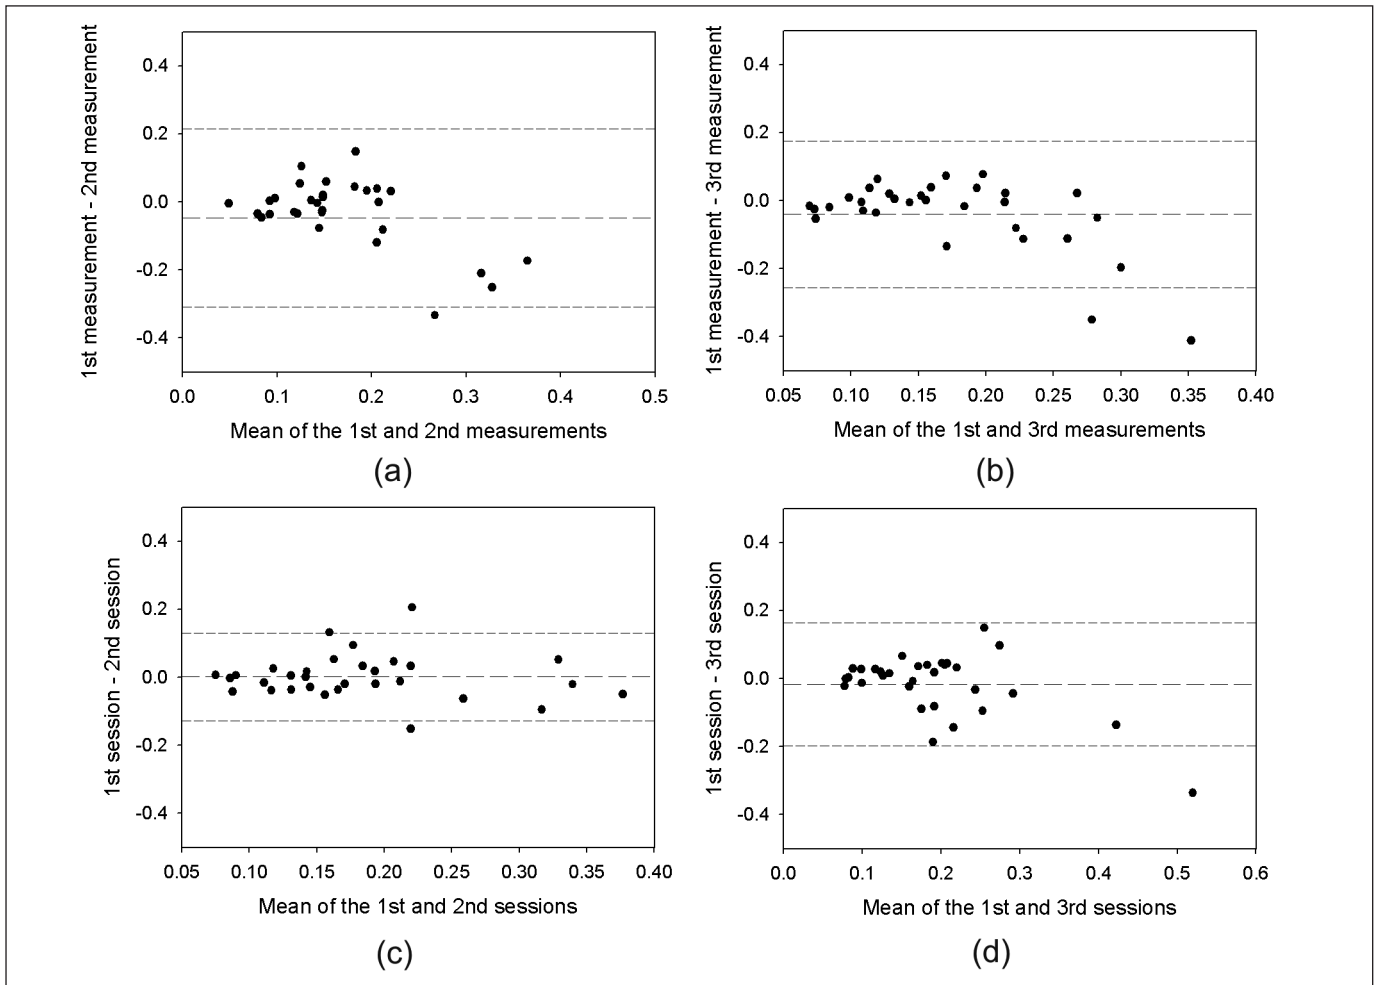 1st measurement - 2nd measurement
0.4
0.2
0.0
-0.2
-0.4
0.0 0.1 0.2 0.3 0.4 0.5
Mean of the 1st and 2nd measurements
(a)
1st measurement - 3rd measurement
0.4
0.2
0.0
-0.2
-0.4
0.05 0.10 0.15 0.20 0.25 0.30 0.35 0.40
Mean of the 1st and 3rd measurements
(b)
1st session - 2nd session
0.4
0.2
0.0
-0.2
-0.4
0.05 0.10 0.15 0.20 0.25 0.30 0.35 0.40
Mean of the 1st and 2nd sessions
(c)
1st session - 3rd session
0.4
0.2
0.0
-0.2
-0.4
0.0 0.1 0.2 0.3 0.4 0.5 0.6
Mean of the 1st and 3rd sessions
(d)